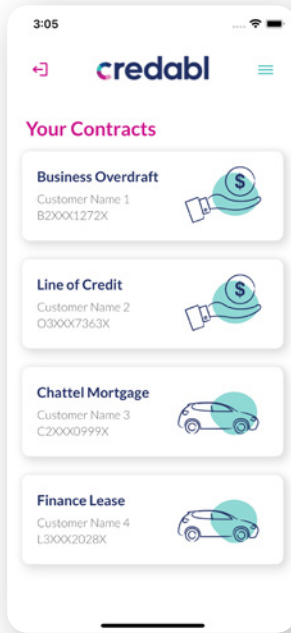 3:05
credabl
Your Contracts
Business Overdraft
Customer Name 1
B2XXX1272X
$
Line of Credit
Customer Name 2
O3XXX7363X
$
Chattel Mortgage
Customer Name 3
C2XXX0999X
Finance Lease
Customer Name 4
L3XXX2028X